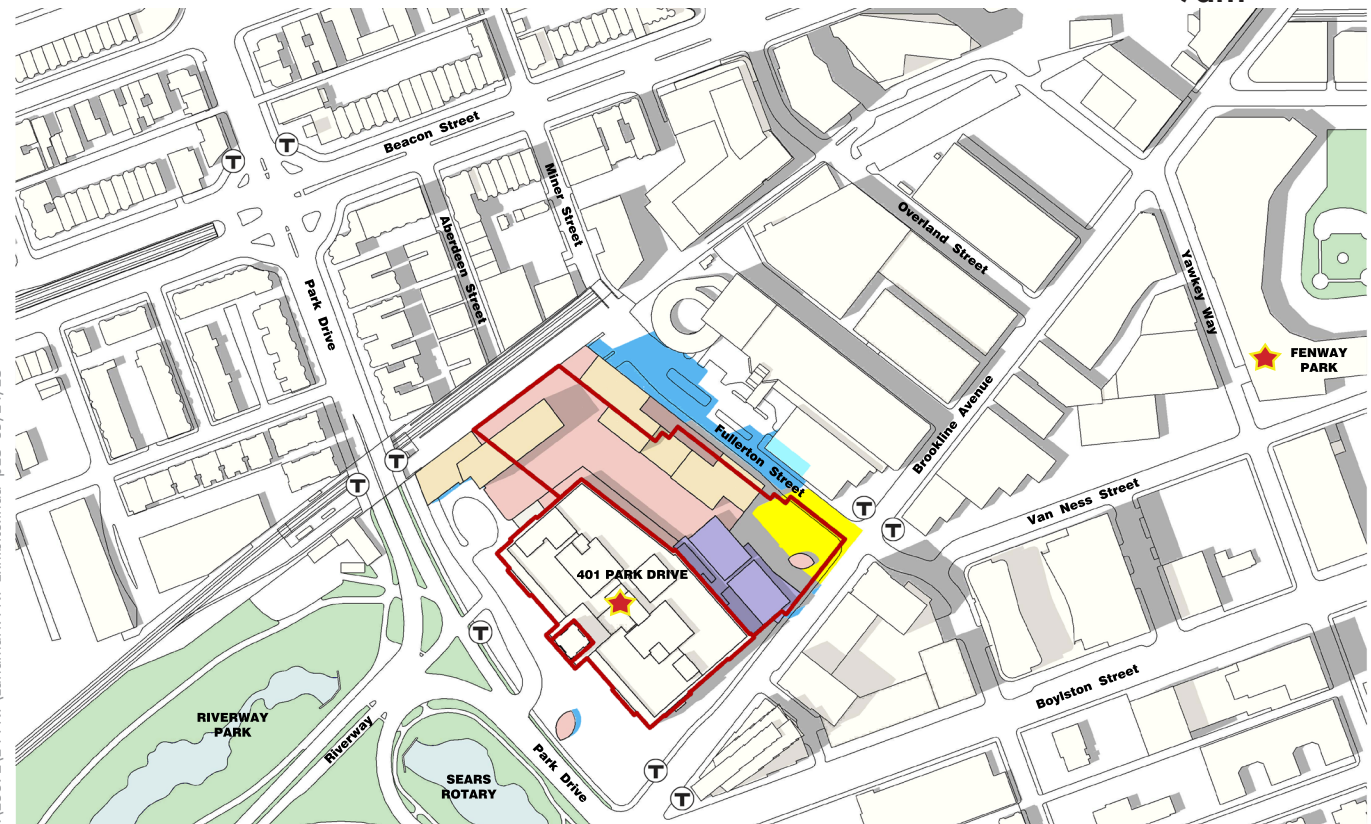 Beacon Street
Miner Street
Aberdeen Street
Park Drive
Overland Street
Yawkey Way
FENWAY
PARK
Brookline Avenue
Fullerton Street
Van Ness Street
401 PARK DRIVE
Boylston Street
RIVERWAY
PARK
Riverway
Park Drive
SEARS
ROTARY
T
T
T
T
T
T
T
T
T